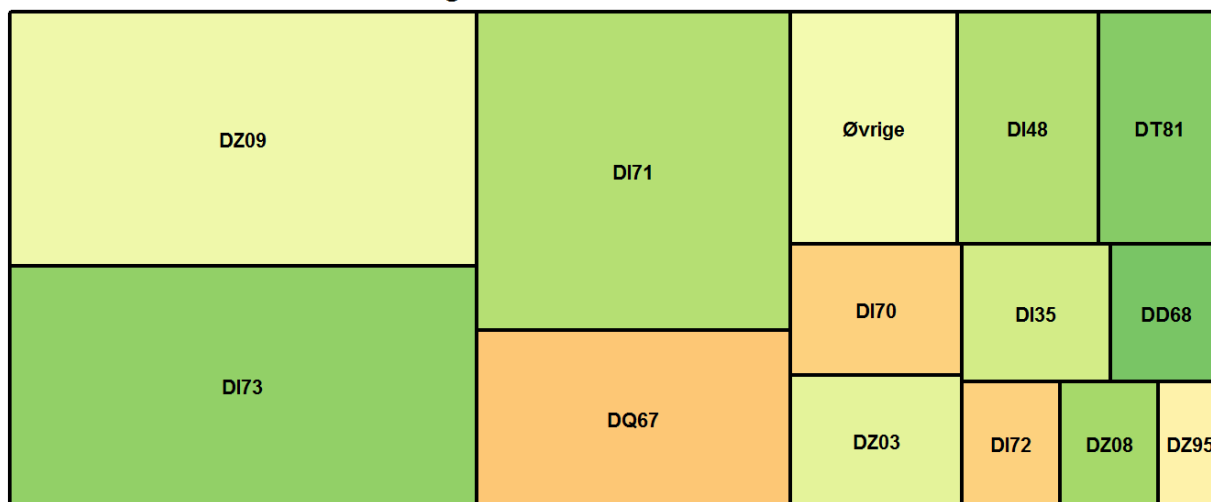 DZ09
DI71
Øvrige
DI48
DT81
DI70
DI35
DD68
DI73
DQ67
DZ03
DI72
DZ08
DZ95